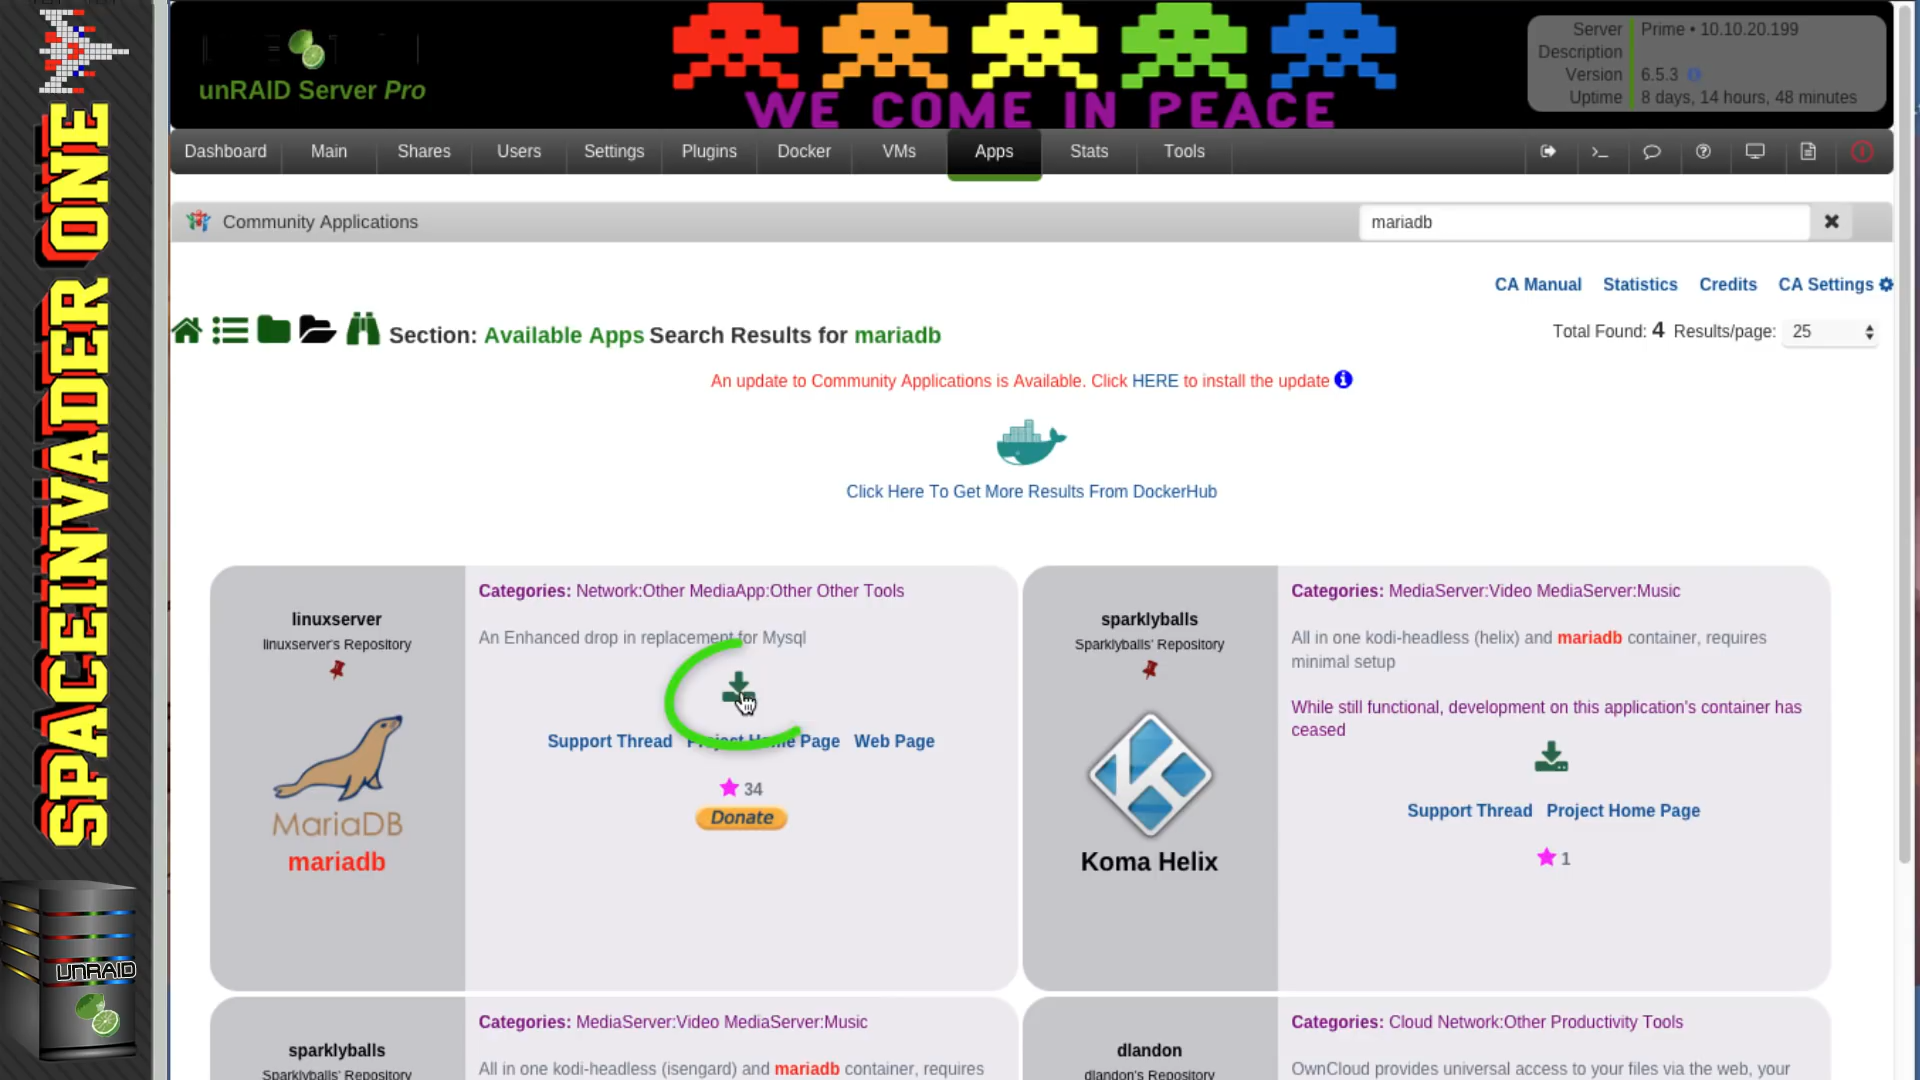 SPACEINVADER ONE
UNRAID
unRAID Server Pro
WE COME IN PEACE
Server Prime • 10.10.20.199
Description
Version 6.5.3
Uptime 8 days, 14 hours, 48 minutes
Dashboard Main Shares Users Settings Plugins Docker VMs Apps Stats Tools
Community Applications
mariadb
CA Manual Statistics Credits CA Settings
Section: Available Apps Search Results for mariadb
Total Found: 4 Results/page: 25
An update to Community Applications is Available. Click HERE to install the update
Click Here To Get More Results From DockerHub
linuxserver
linuxserver's Repository
MariaDB
mariadb
Categories: Network:Other MediaApp:Other Other Tools
An Enhanced drop in replacement for Mysql
Support Thread Project Home Page Web Page
34
Donate
sparklyballs
Sparklyballs' Repository
Koma Helix
Categories: MediaServer:Video MediaServer:Music
All in one kodi-headless (helix) and mariadb container, requires
minimal setup
While still functional, development on this application's container has
ceased
Support Thread Project Home Page
1
sparklyballs
Sparklyballs' Repository
Categories: MediaServer:Video MediaServer:Music
All in one kodi-headless (isengard) and mariadb container, requires
dlandon
dlandon's Repository
Categories: Cloud Network:Other Productivity Tools
OwnCloud provides universal access to your files via the web, your